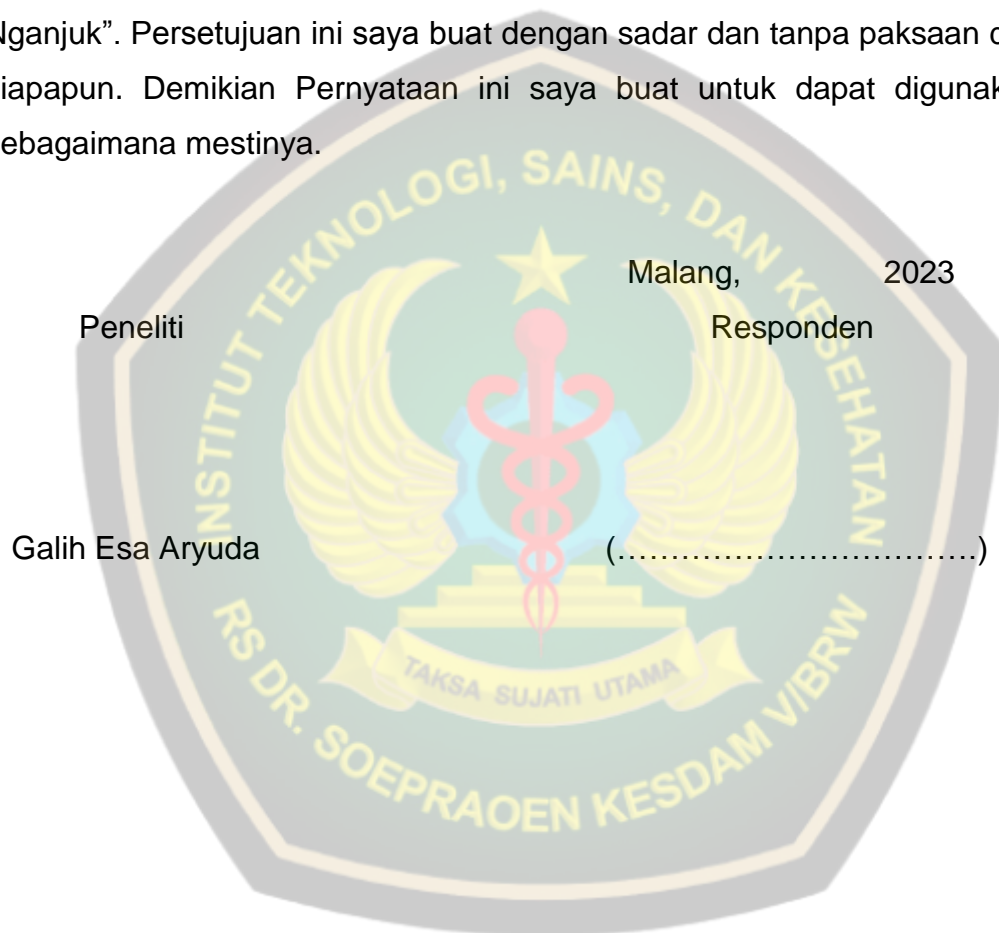 Nganjuk”. Persetujuan ini saya buat dengan sadar dan tanpa paksaan
iapapun. Demikian Pernyataan ini saya buat untuk dapat digunak
ebagaimana mestinya.
INSTITUT TEKNOLOGI, SAINS, DAN KESEHATAN
Malang, 2023
Peneliti Responden
Galih Esa Aryuda (……………………………….)
TAKSA SUJATI UTAMA
RS DR. SOEPRAOEN KESDAM V/BRW